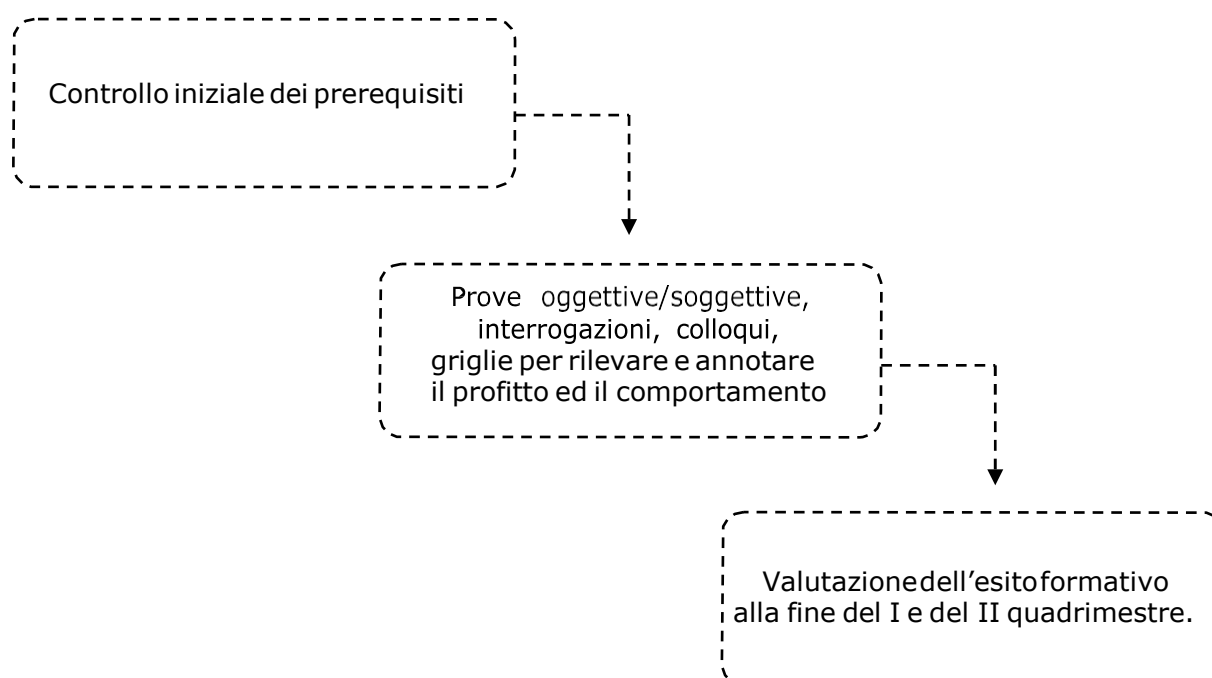 Controllo iniziale dei prerequisiti
Prove oggettive/soggettive,
interrogazioni, colloqui,
griglie per rilevare e annotare
il profitto ed il comportamento
Valutazione dell’esito formativo
alla fine del I e del II quadrimestre.